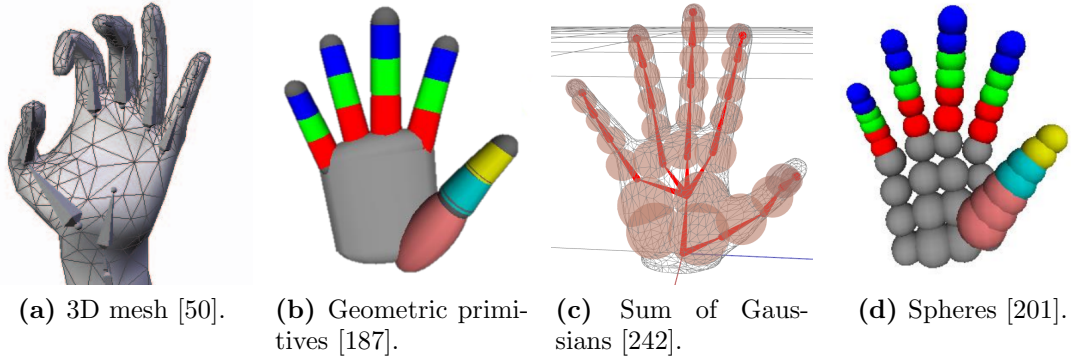 (a) 3D mesh [50].
(b) Geometric primi-
tives [187].
(c) Sum of Gaus-
sians [242].
(d) Spheres [201].